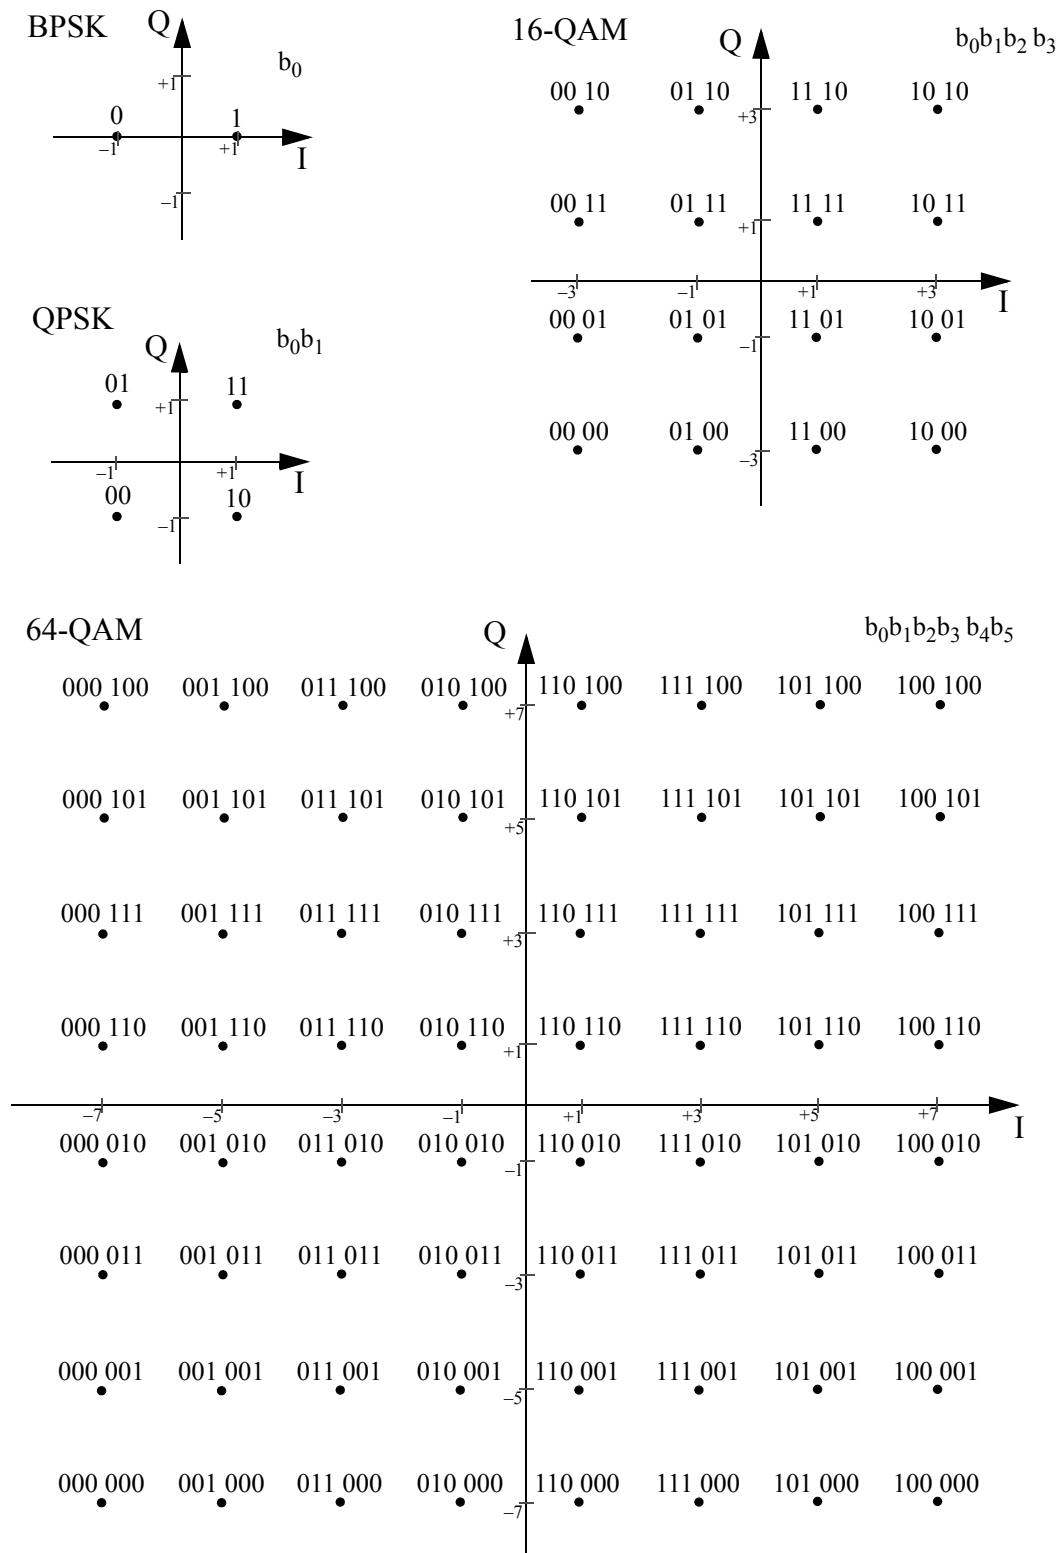 BPSK
Q
b0
+1
0 1
–1 +1
I
–1
QPSK
Q
b0b1
01 11
+1
–1 +1
I
00 10
–1
16-QAM
Q
b0b1b2 b3
00 10 01 10 11 10 10 10
+3
00 11 01 11 11 11 10 11
+1
–3 –1 +1 +3
I
00 01 01 01 11 01 10 01
–1
00 00 01 00 11 00 10 00
–3
64-QAM
Q
b0b1b2b3 b4b5
000 100 001 100 011 100 010 100 110 100 111 100 101 100 100 100
+7
000 101 001 101 011 101 010 101 110 101 111 101 101 101 100 101
+5
000 111 001 111 011 111 010 111 110 111 111 111 101 111 100 111
+3
000 110 001 110 011 110 010 110 110 110 111 110 101 110 100 110
+1
–7 –5 –3 –1 +1 +3 +5 +7
I
000 010 001 010 011 010 010 010 110 010 111 010 101 010 100 010
–1
000 011 001 011 011 011 010 011 110 011 111 011 101 011 100 011
–3
000 001 001 001 011 001 010 001 110 001 111 001 101 001 100 001
–5
000 000 001 000 011 000 010 000 110 000 111 000 101 000 100 000
–7